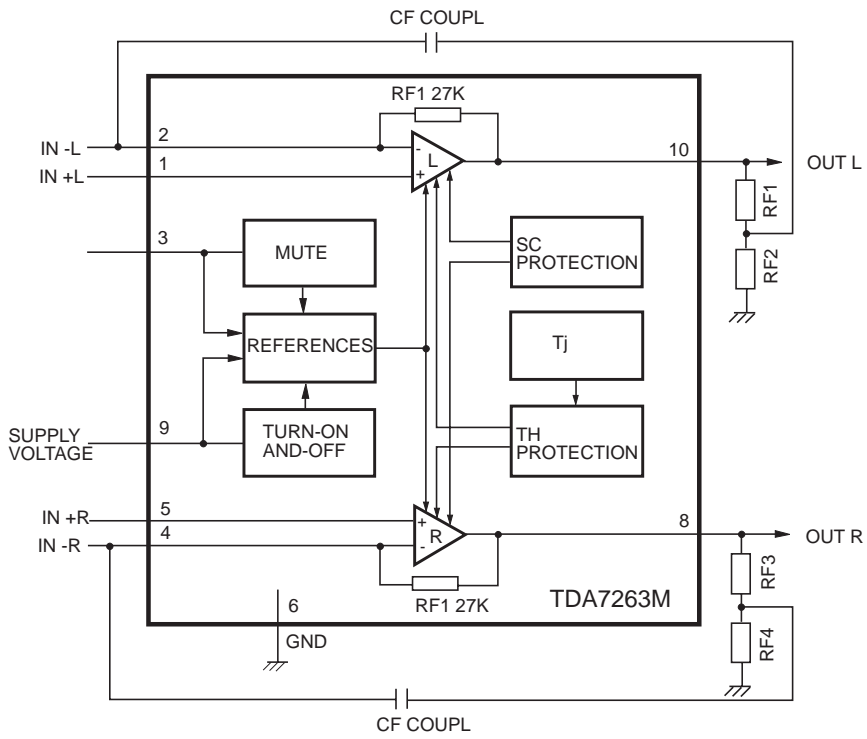 CF COUPL
RF1 27K
IN -L
2
-
L
10
OUT L
IN +L
1
+
RF1
RF2
3
MUTE
SC
PROTECTION
REFERENCES
Tj
SUPPLY
VOLTAGE
9
TURN-ON
AND-OFF
TH
PROTECTION
IN +R
5
+
R
8
OUT R
IN -R
4
-
RF3
RF4
RF1 27K
TDA7263M
6
GND
CF COUPL